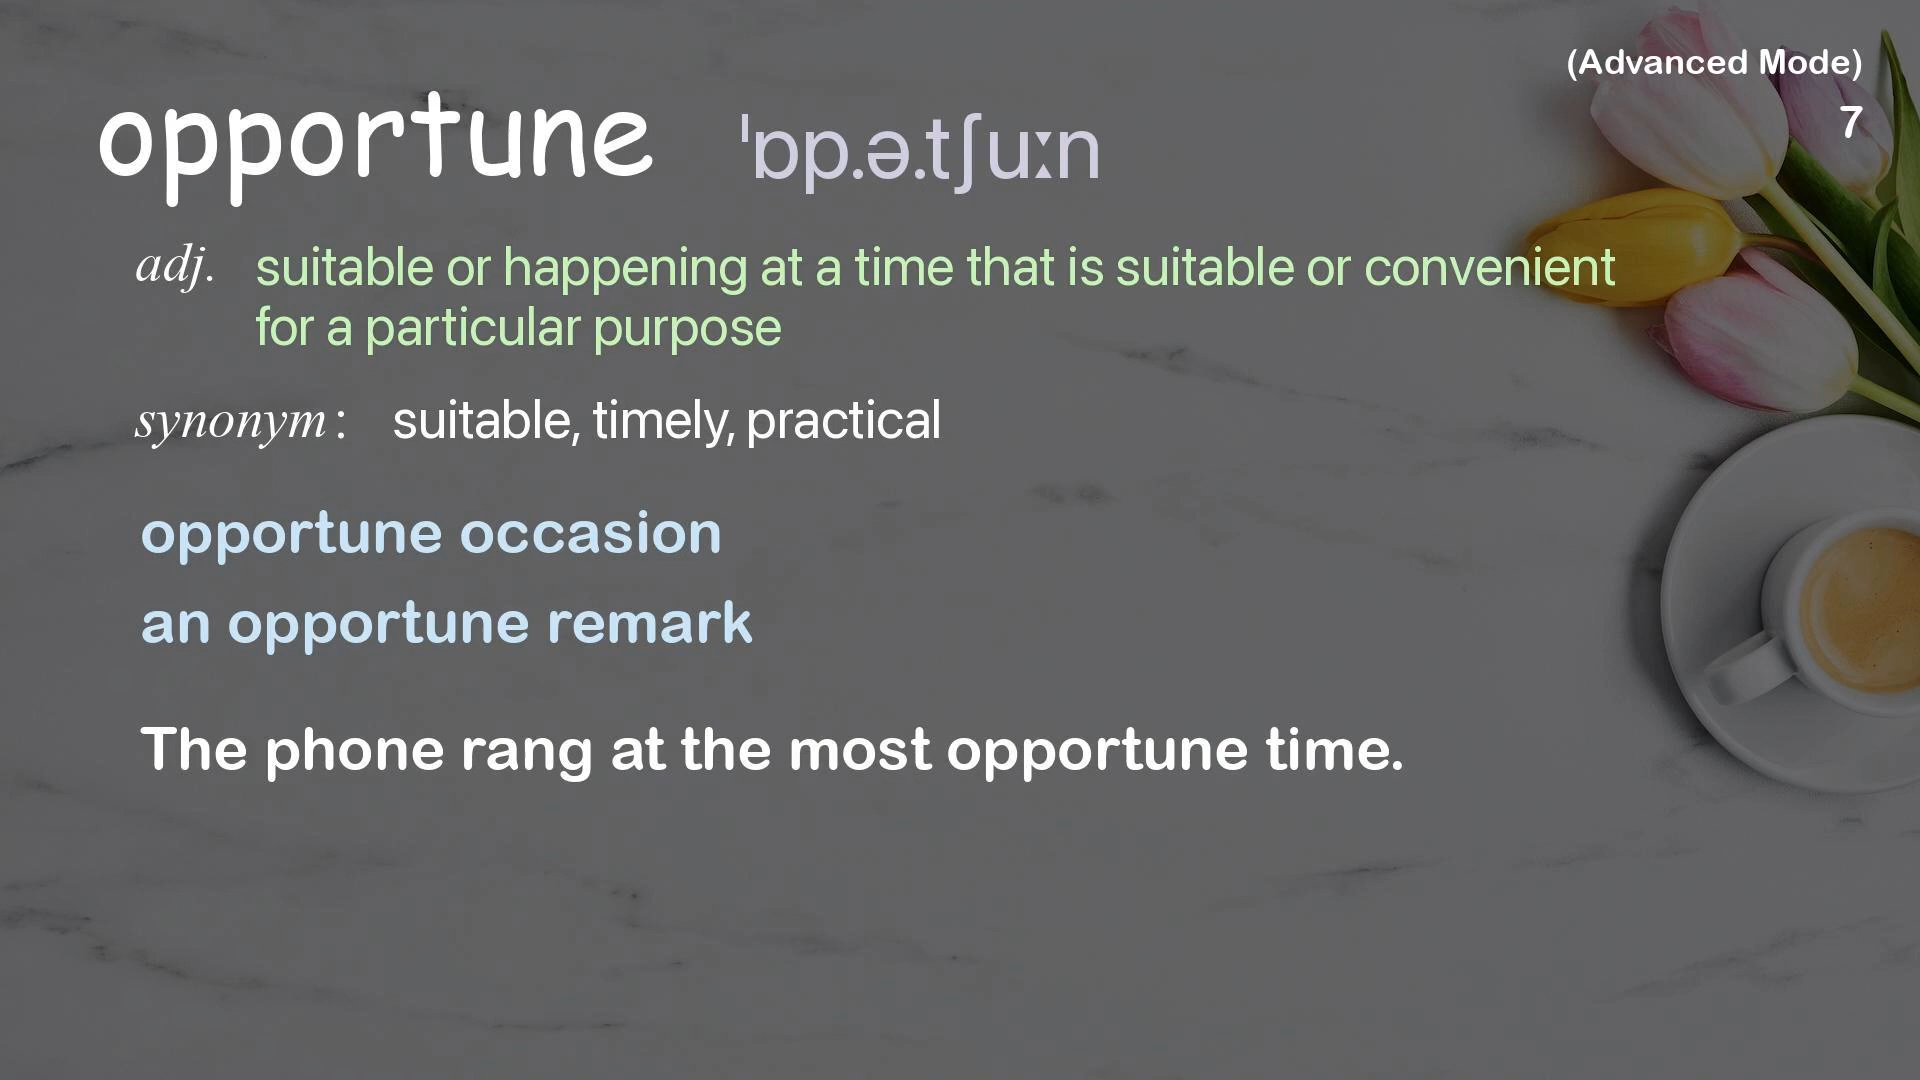 (Advanced Mode)
7
opportune ˈɒp.ə.tʃuːn
adj. suitable or happening at a time that is suitable or convenient
for a particular purpose
synonym : suitable, timely, practical
opportune occasion
an opportune remark
The phone rang at the most opportune time.